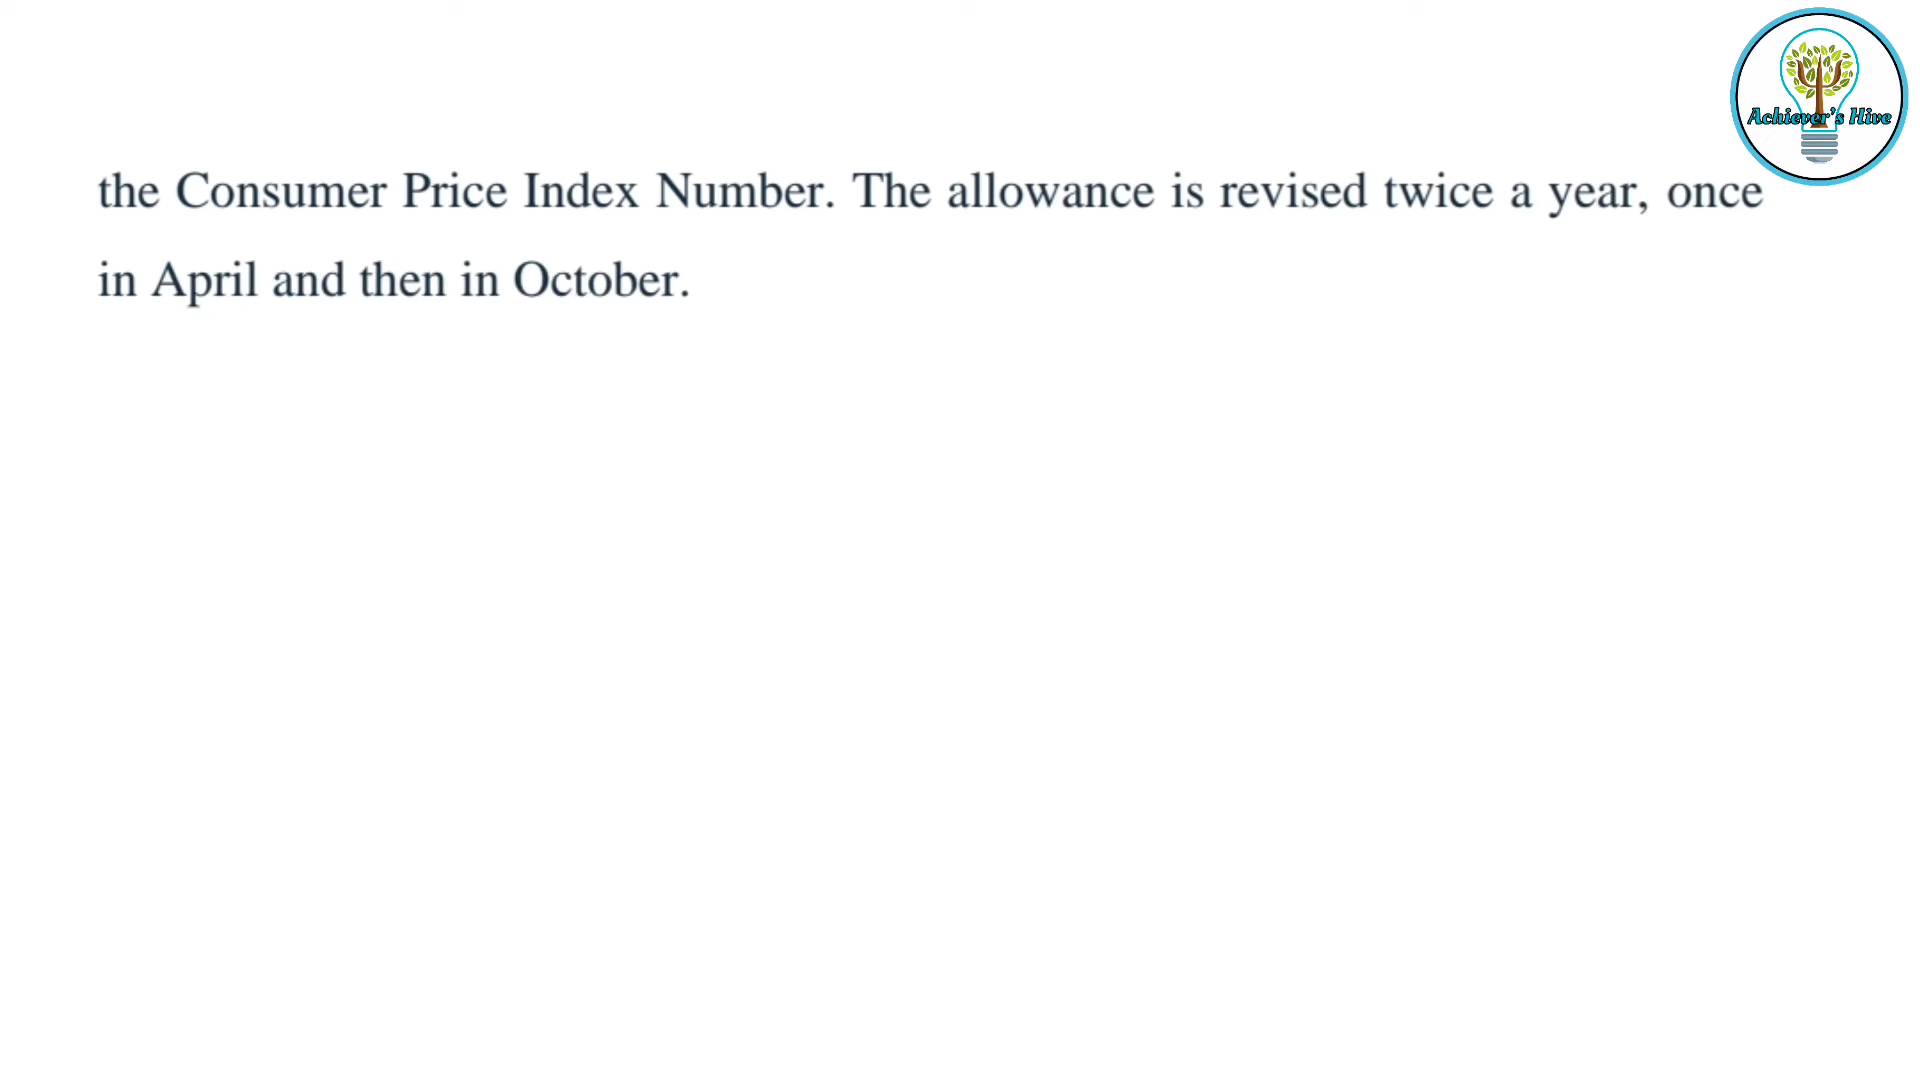 Achiever's Hive
the Consumer Price Index Number. The allowance is revised twice a year, once
in April and then in October.